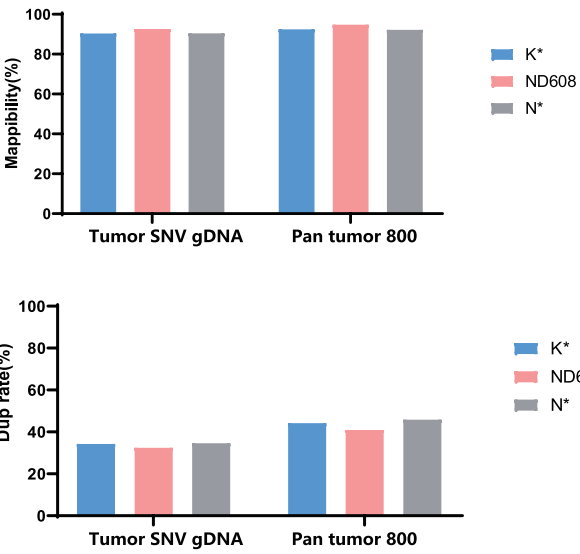 100
80
60
40
20
0
Mappibility(%)
Tumor SNV gDNA
Pan tumor 800
K*
ND608
N*
100
80
60
40
20
0
Dup rate(%)
Tumor SNV gDNA
Pan tumor 800
K*
ND6
N*